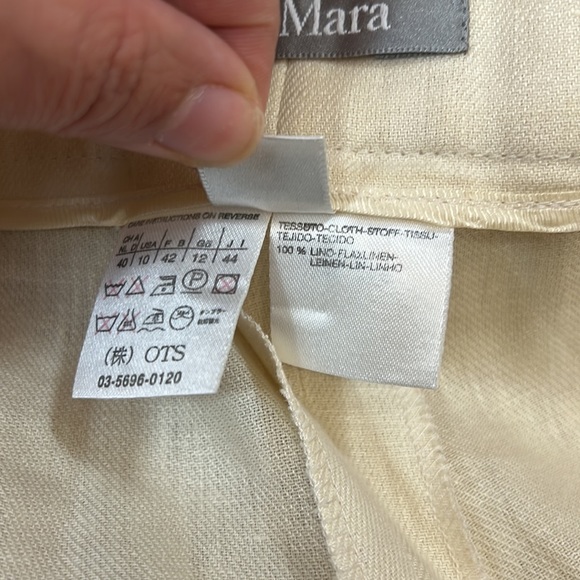 Mara
CARE INSTRUCTIONS ON REVERSE
NL D USA F B GB J I
40 10 42 12 44
(株) OTS
03-5696-0120
TESSUTO-CLOTH-STOFF-TISSU-
TEJIDO-TECIDO
100 % LINO-FLAX/LINEN-
LEINEN-LIN-LINHO